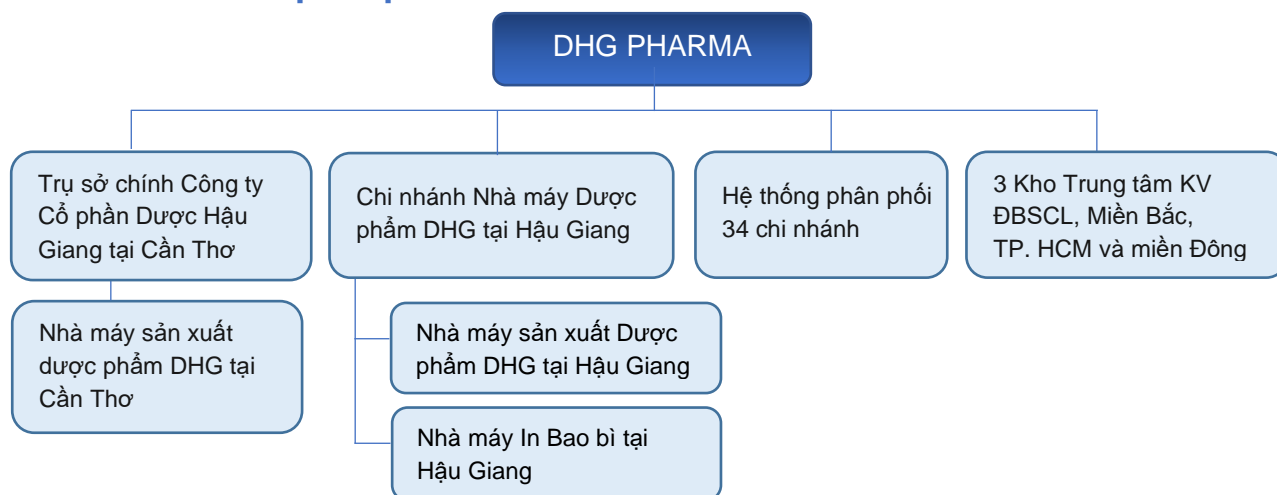 DHG PHARMA
Trụ sở chính Công ty
Cổ phần Dược Hậu
Giang tại Cần Thơ
Chi nhánh Nhà máy Dược
phẩm DHG tại Hậu Giang
Hệ thống phân phối
34 chi nhánh
3 Kho Trung tâm KV
ĐBSCL, Miền Bắc,
TP. HCM và miền Đông
Nhà máy sản xuất
dược phẩm DHG tại
Cần Thơ
Nhà máy sản xuất Dược
phẩm DHG tại Hậu Giang
Nhà máy In Bao bì tại
Hậu Giang